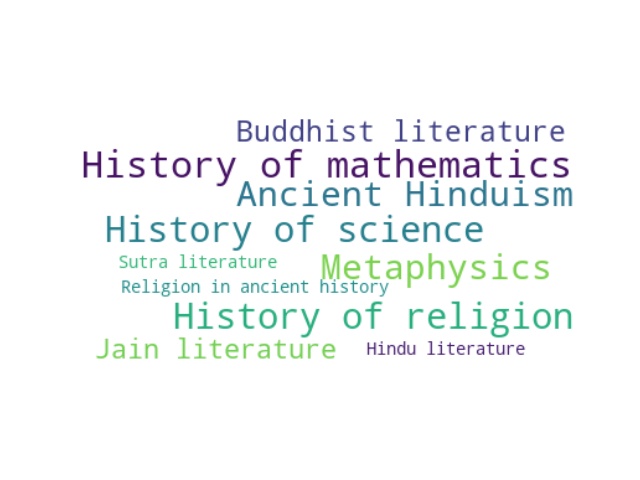 Buddhist literature
History of mathematics
Ancient Hinduism
History of science
Sutra literature
Metaphysics
Religion in ancient history
History of religion
Jain literature
Hindu literature